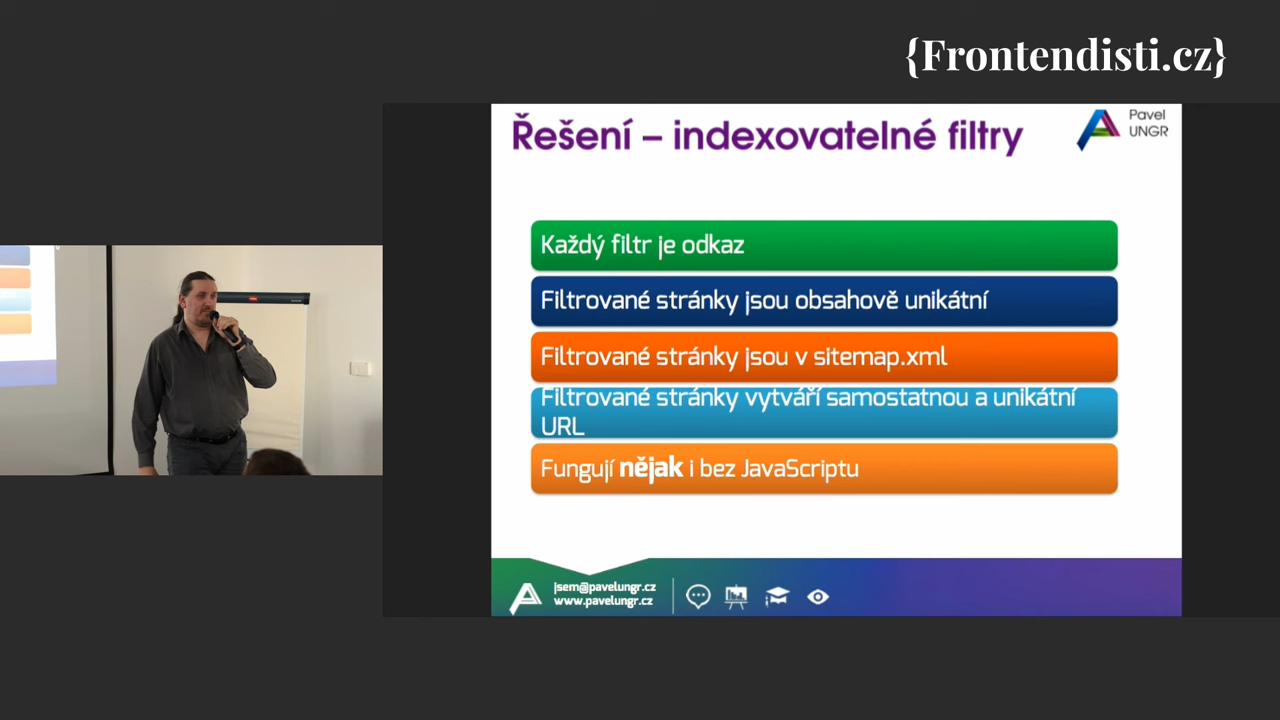 {Frontendisti.cz}
Řešení – indexovatelné filtry
Pavel
UNGR
Každý filtr je odkaz
Filtrované stránky jsou obsahově unikátní
Filtrované stránky jsou v sitemap.xml
Filtrované stránky vytváří samostatnou a unikátní
URL
Fungují nějak i bez JavaScriptu
jsem@pavelungr.cz
www.pavelungr.cz